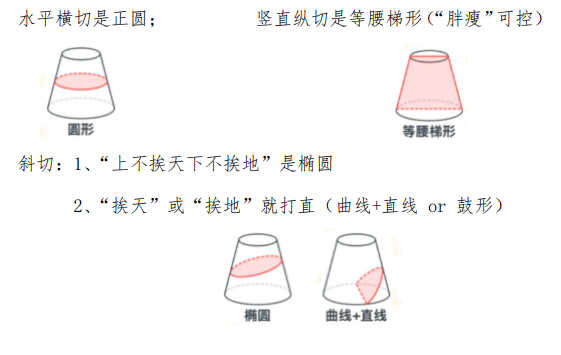 水平横切是正圆；　竖直纵切是等腰梯形(“胖瘦”可控)
圆形　等腰梯形
斜切：1、“上不挨天下不挨地”是椭圆
2、“挨天”或“挨地”就打直（曲线+直线 or 鼓形）
椭圆　曲线+直线